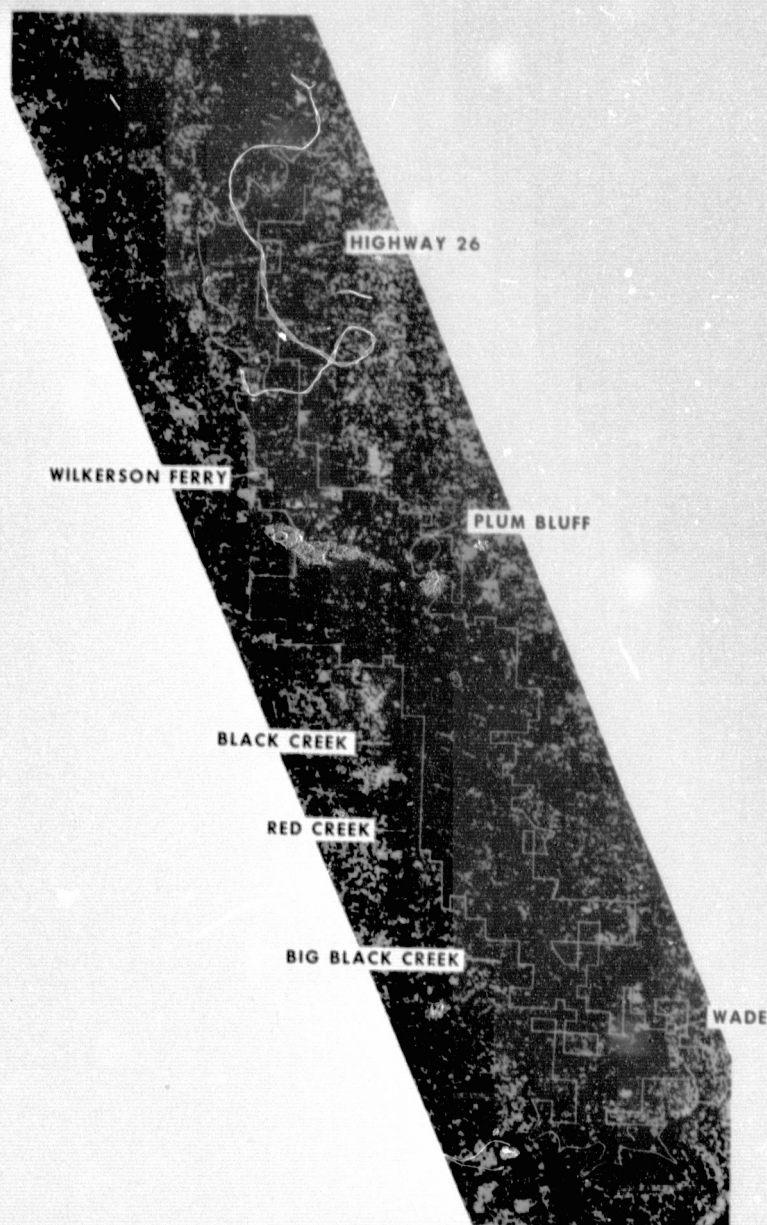 HIGHWAY 26
WILKERSON FERRY
PLUM BLUFF
BLACK CREEK
RED CREEK
BIG BLACK CREEK
WADE